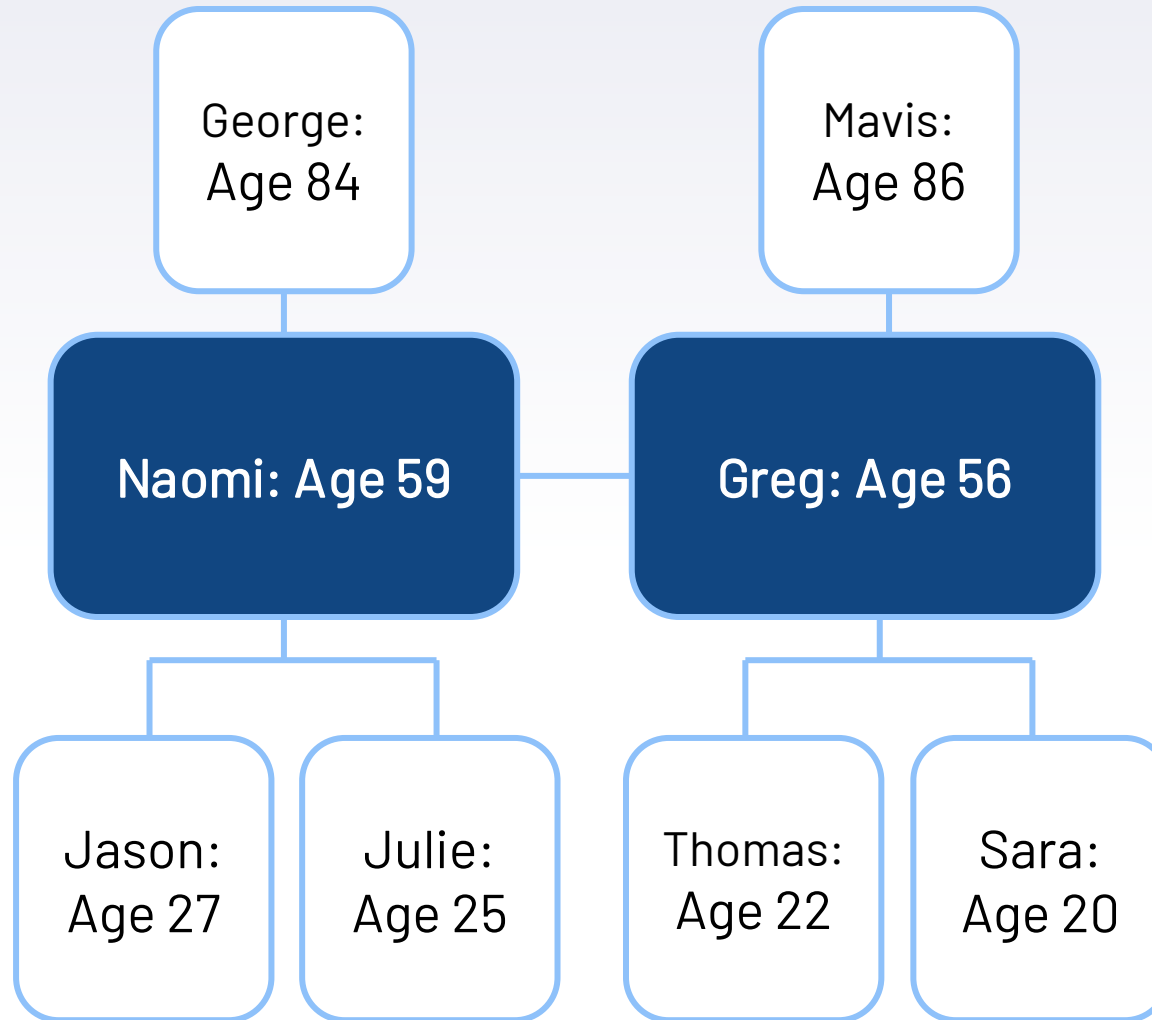 George:
Age 84
Mavis:
Age 86
Naomi: Age 59
Greg: Age 56
Jason:
Age 27
Julie:
Age 25
Thomas:
Age 22
Sara:
Age 20